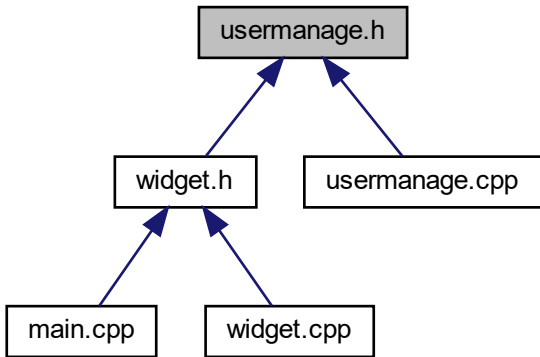 usermanage.h
widget.h
usermanage.cpp
main.cpp
widget.cpp